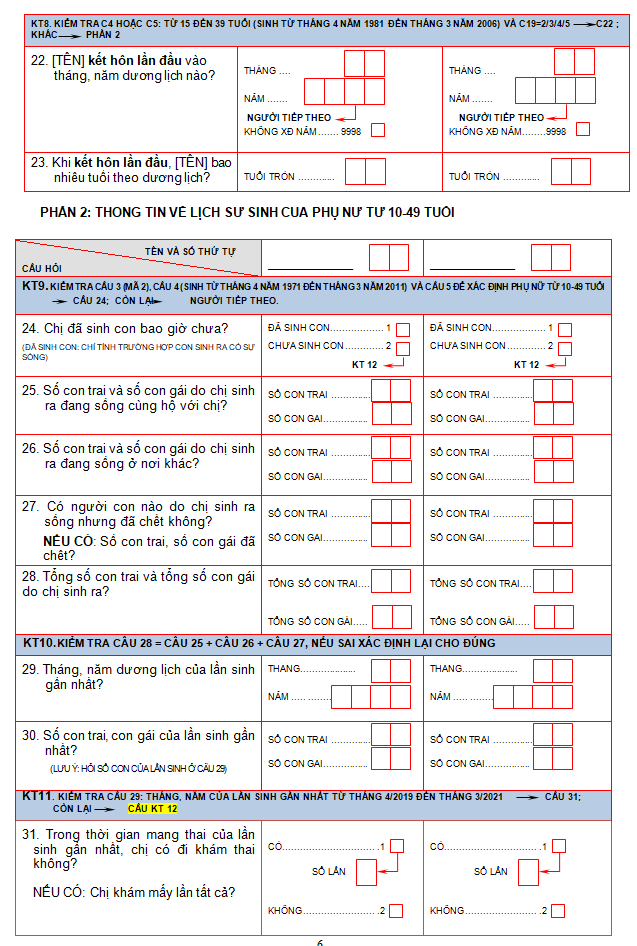 KT8. KIỂM TRA C4 HOẶC C5: TỪ 15 ĐẾN 39 TUỔI (SINH TỪ THÁNG 4 NĂM 1981 ĐẾN THÁNG 3 NĂM 2006) VÀ C19=2/3/4/5 → C22 ;
KHÁC → PHẦN 2
22. [TÊN] kết hôn lần đầu vào
tháng, năm dương lịch nào?
THÁNG .... THÁNG ....
NĂM ....... NĂM .......
NGƯỜI TIẾP THEO NGƯỜI TIẾP THEO
KHÔNG XĐ NĂM ....... 9998 KHÔNG XĐ NĂM ........ 9998
23. Khi kết hôn lần đầu, [TÊN] bao
nhiêu tuổi theo dương lịch?
TUỔI TRÒN ............. TUỔI TRÒN .............
PHẦN 2: THÔNG TIN VỀ LỊCH SỬ SINH CỦA PHỤ NỮ TỪ 10-49 TUỔI
TÊN VÀ SỐ THỨ TỰ
CÂU HỎI
KT9. KIỂM TRA CÂU 3 (MÃ 2), CÂU 4 (SINH TỪ THÁNG 4 NĂM 1971 ĐẾN THÁNG 3 NĂM 2011) VÀ CÂU 5 ĐỂ XÁC ĐỊNH PHỤ NỮ TỪ 10-49 TUỔI
→ CÂU 24; CÒN LẠI → NGƯỜI TIẾP THEO.
24. Chị đã sinh con bao giờ chưa?
(ĐÃ SINH CON: CHỈ TÍNH TRƯỜNG HỢP CON SINH RA CÓ SỰ
SỐNG)
ĐÃ SINH CON................... 1 ĐÃ SINH CON................... 1
CHƯA SINH CON ............. 2 CHƯA SINH CON ............. 2
KT 12 KT 12
25. Số con trai và số con gái do chị sinh
ra đang sống cùng hộ với chị?
SỐ CON TRAI .............. SỐ CON TRAI ..............
SỐ CON GÁI............... SỐ CON GÁI...............
26. Số con trai và số con gái do chị sinh
ra đang sống ở nơi khác?
SỐ CON TRAI .............. SỐ CON TRAI ..............
SỐ CON GÁI............... SỐ CON GÁI...............
27. Có người con nào do chị sinh ra
sống nhưng đã chết không?
NẾU CÓ: Số con trai, số con gái đã
chết?
SỐ CON TRAI .............. SỐ CON TRAI ..............
SỐ CON GÁI............... SỐ CON GÁI...............
28. Tổng số con trai và tổng số con gái
do chị sinh ra?
TỔNG SỐ CON TRAI.... TỔNG SỐ CON TRAI....
TỔNG SỐ CON GÁI..... TỔNG SỐ CON GÁI.....
KT10. KIỂM TRA CÂU 28 = CÂU 25 + CÂU 26 + CÂU 27, NẾU SAI XÁC ĐỊNH LẠI CHO ĐÚNG
29. Tháng, năm dương lịch của lần sinh
gần nhất?
THÁNG.................... THÁNG....................
NĂM ..... ......... NĂM ..... .........
30. Số con trai, con gái của lần sinh gần
nhất?
(LƯU Ý: HỎI SỐ CON CỦA LẦN SINH Ở CÂU 29)
SỐ CON TRAI .............. SỐ CON TRAI ..............
SỐ CON GÁI............... SỐ CON GÁI...............
KT11. KIỂM TRA CÂU 29: THÁNG, NĂM CỦA LẦN SINH GẦN NHẤT TỪ THÁNG 4/2019 ĐẾN THÁNG 3/2021 → CÂU 31;
CÒN LẠI → CÂU KT 12
31. Trong thời gian mang thai của lần
sinh gần nhất, chị có đi khám thai
không?
NẾU CÓ: Chị khám mấy lần tất cả?
CÓ.................................. 1 CÓ.................................. 1
SỐ LẦN SỐ LẦN
KHÔNG........................... 2 KHÔNG........................... 2
6